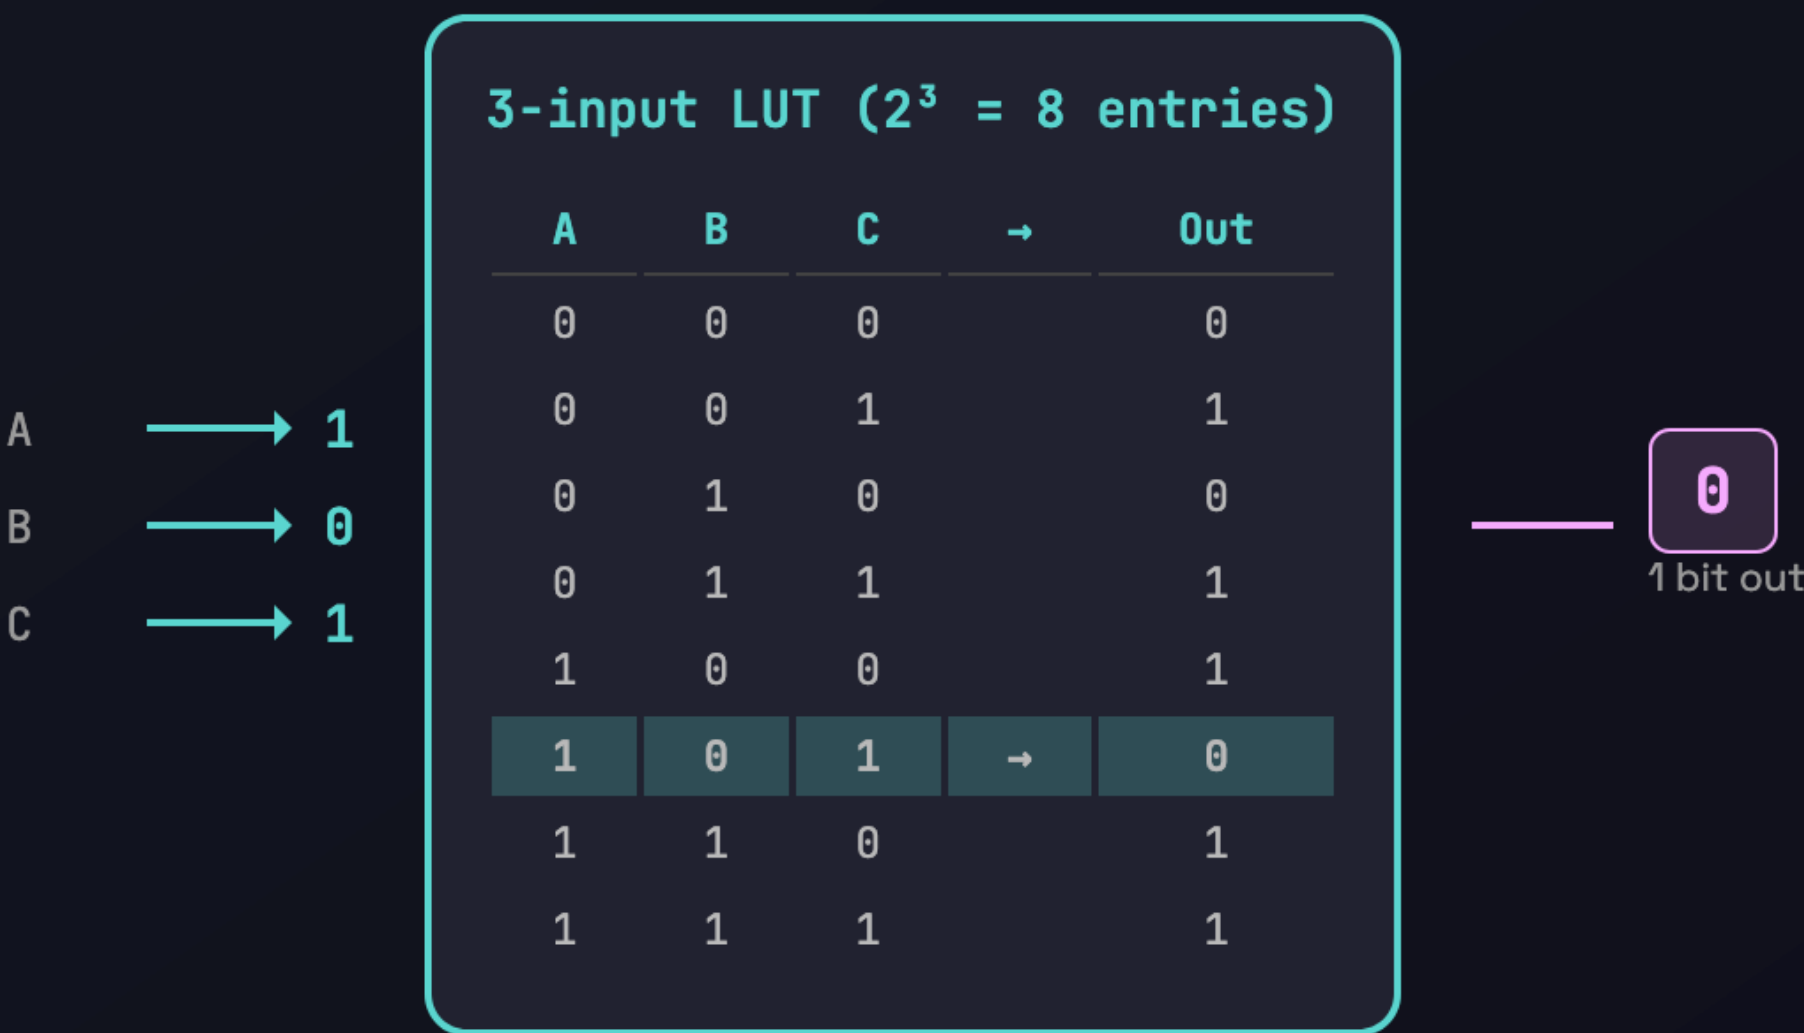 3-input LUT (2³ = 8 entries)
A B C → Out
0 0 0 0
0 0 1 1
0 1 0 0
0 1 1 1
1 0 0 1
1 0 1 → 0
1 1 0 1
1 1 1 1
A 1
B 0
C 1
0
1 bit out